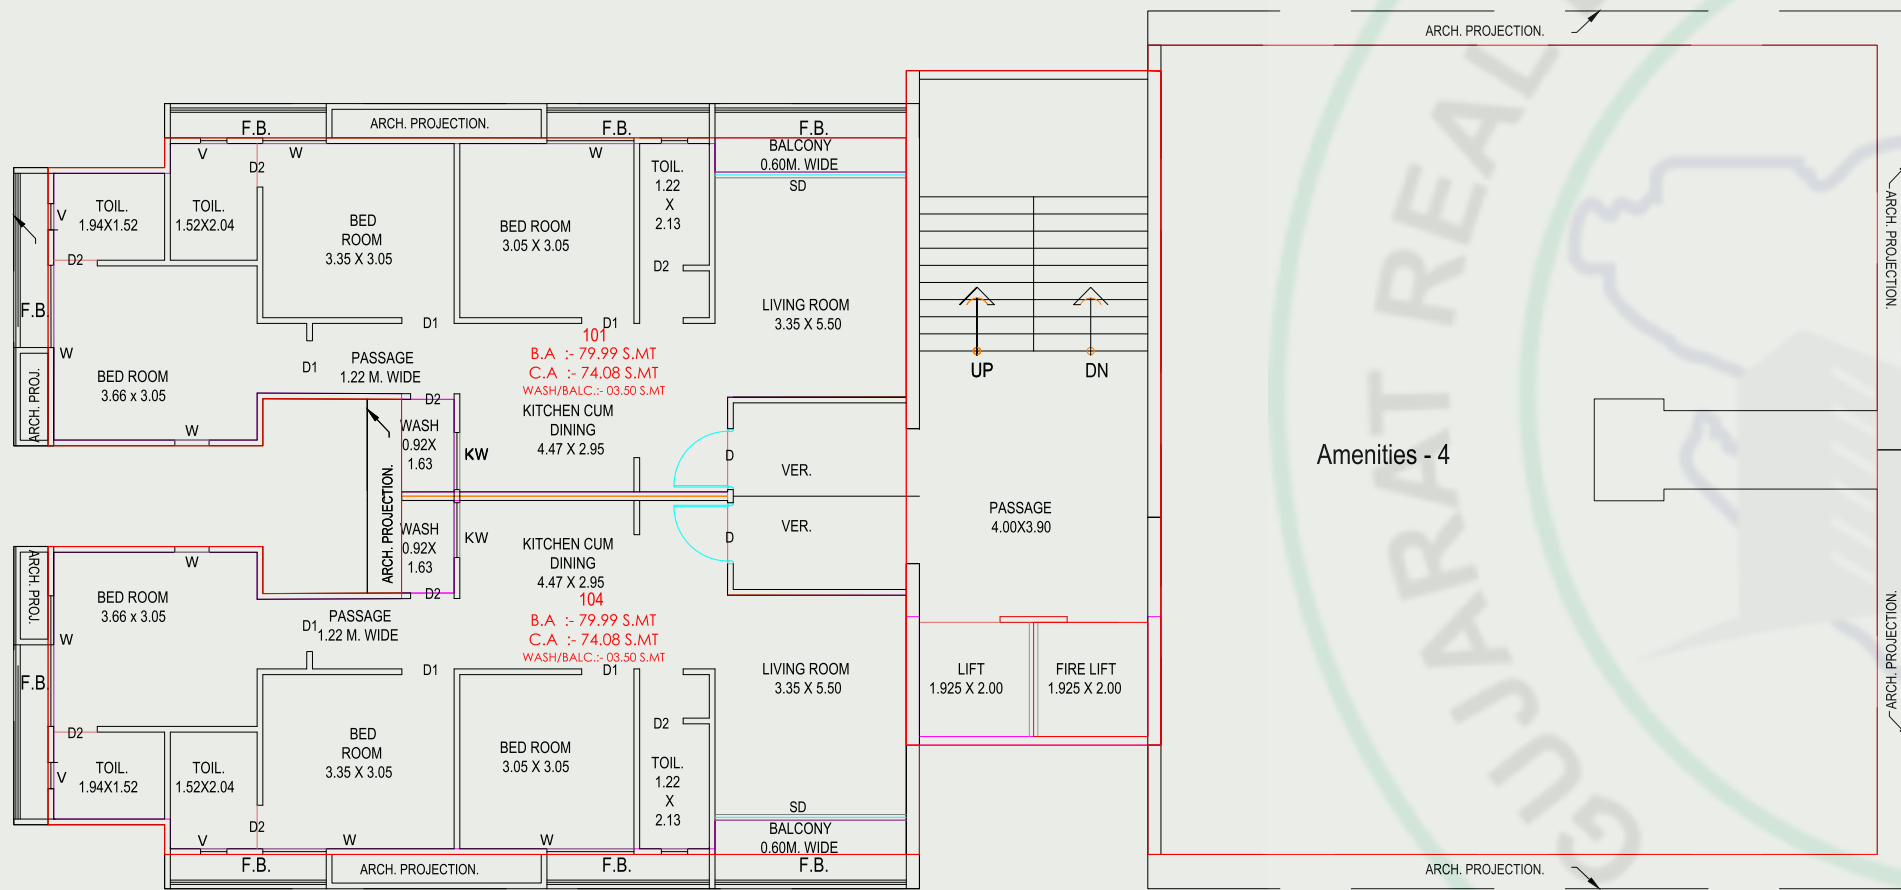 ARCH. PROJECTION.
F.B.
ARCH. PROJECTION.
F.B.
F.B.
BALCONY
0.60M. WIDE
SD
V
D2
W
W
TOIL.
1.22
X
2.13
D2
V
TOIL.
1.94X1.52
TOIL.
1.52X2.04
D2
BED
ROOM
3.35 X 3.05
BED ROOM
3.05 X 3.05
F.B.
W
ARCH. PROJ.
BED ROOM
3.66 x 3.05
W
D1
D1
D1
PASSAGE
1.22 M. WIDE
101
B.A :- 79.99 S.MT
C.A :- 74.08 S.MT
WASH/BALC.:- 03.50 S.MT
LIVING ROOM
3.35 X 5.50
UP
DN
D2
WASH
0.92X
1.63
KW
KITCHEN CUM
DINING
4.47 X 2.95
D
VER.
ARCH. PROJECTION.
PASSAGE
4.00X3.90
Amenities - 4
ARCH. PROJECTION.
ARCH. PROJECTION.
WASH
0.92X
1.63
KW
KITCHEN CUM
DINING
4.47 X 2.95
D
VER.
D2
ARCH. PROJ.
W
BED ROOM
3.66 x 3.05
W
F.B.
D1
PASSAGE
1.22 M. WIDE
104
B.A :- 79.99 S.MT
C.A :- 74.08 S.MT
WASH/BALC.:- 03.50 S.MT
D1
D1
LIVING ROOM
3.35 X 5.50
LIFT
1.925 X 2.00
FIRE LIFT
1.925 X 2.00
D2
V
TOIL.
1.94X1.52
TOIL.
1.52X2.04
BED
ROOM
3.35 X 3.05
BED ROOM
3.05 X 3.05
D2
TOIL.
1.22
X
2.13
D2
V
W
W
SD
BALCONY
0.60M. WIDE
F.B.
ARCH. PROJECTION.
F.B.
F.B.
ARCH. PROJECTION.
GUJARAT REAL